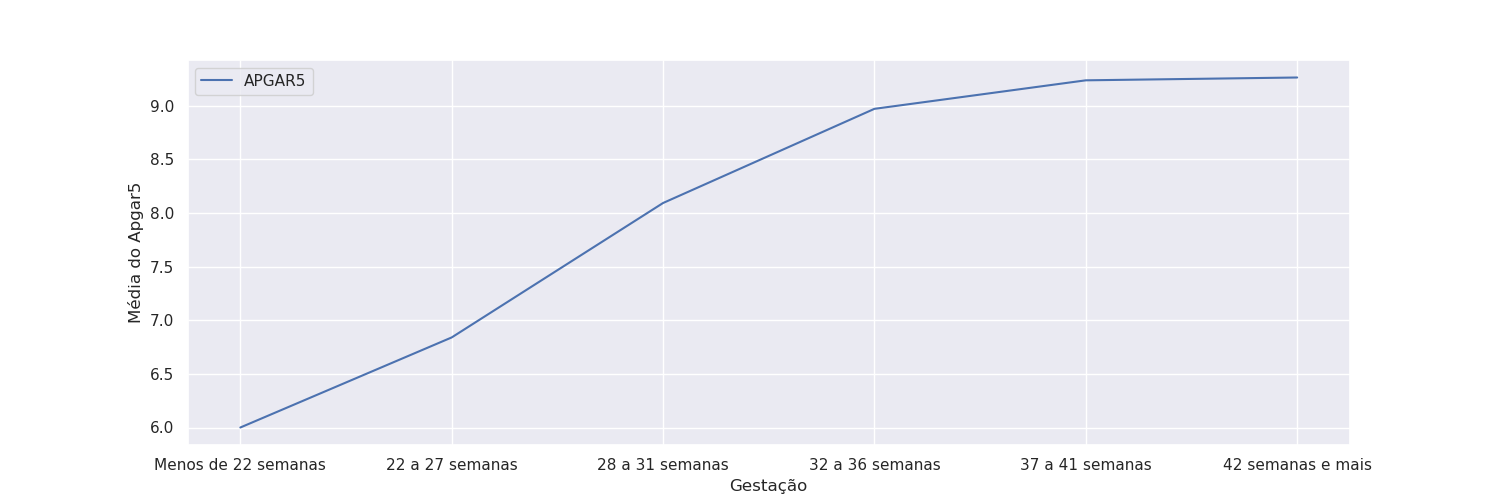 APGAR5
9.0
8.5
8.0
7.5
7.0
6.5
6.0
Média do Apgar5
Menos de 22 semanas
22 a 27 semanas
28 a 31 semanas
32 a 36 semanas
37 a 41 semanas
42 semanas e mais
Gestação